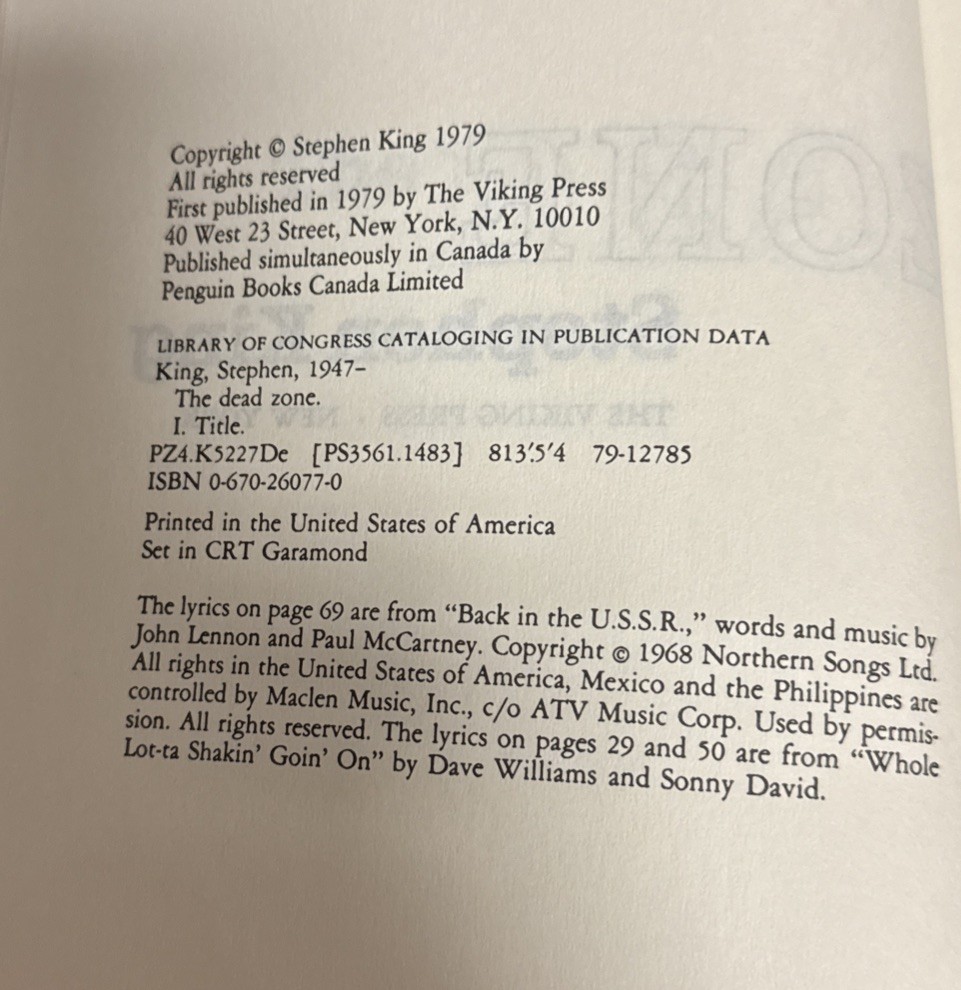 Copyright © Stephen King 1979
All rights reserved
First published in 1979 by The Viking Press
40 West 23 Street, New York, N.Y. 10010
Published simultaneously in Canada by
Penguin Books Canada Limited
LIBRARY OF CONGRESS CATALOGING IN PUBLICATION DATA
King, Stephen, 1947–
The dead zone.
I. Title.
PZ4.K5227De [PS3561.1483] 813'.5'4 79-12785
ISBN 0-670-26077-0
Printed in the United States of America
Set in CRT Garamond
The lyrics on page 69 are from “Back in the U.S.S.R.,” words and music by
John Lennon and Paul McCartney. Copyright © 1968 Northern Songs Ltd.
All rights in the United States of America, Mexico and the Philippines are
controlled by Maclen Music, Inc., c/o ATV Music Corp. Used by permis-
sion. All rights reserved. The lyrics on pages 29 and 50 are from “Whole
Lot-ta Shakin’ Goin’ On” by Dave Williams and Sonny David.